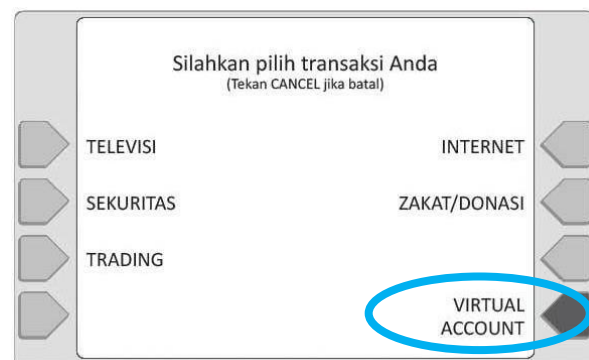 Silahkan pilih transaksi Anda
(Tekan CANCEL jika batal)
TELEVISI
INTERNET
SEKURITAS
ZAKAT/DONASI
TRADING
VIRTUAL
ACCOUNT